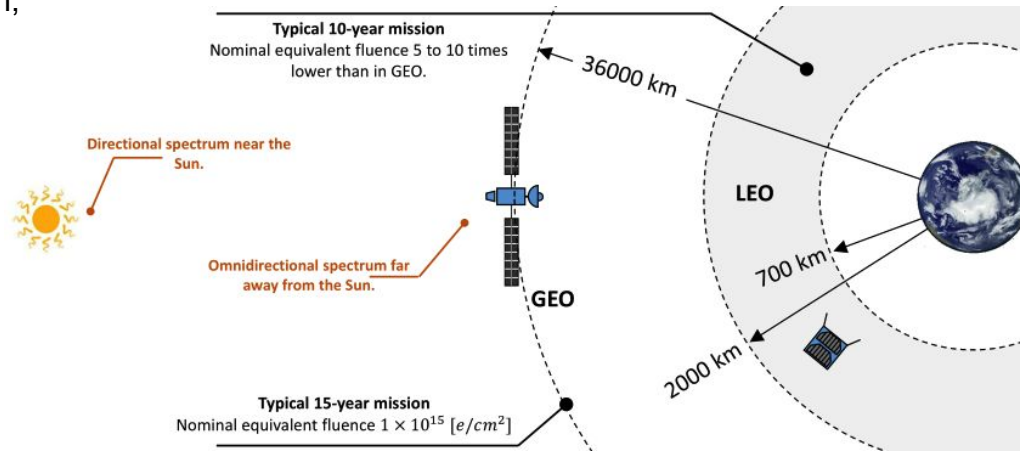 I,
Typical 10-year mission
Nominal equivalent fluence 5 to 10 times
lower than in GEO.
36000 km
Directional spectrum near the
Sun.
LEO
700 km
Omnidirectional spectrum far
away from the Sun.
GEO
2000 km
Typical 15-year mission
Nominal equivalent fluence 1 × 10¹⁵ [e/cm²]